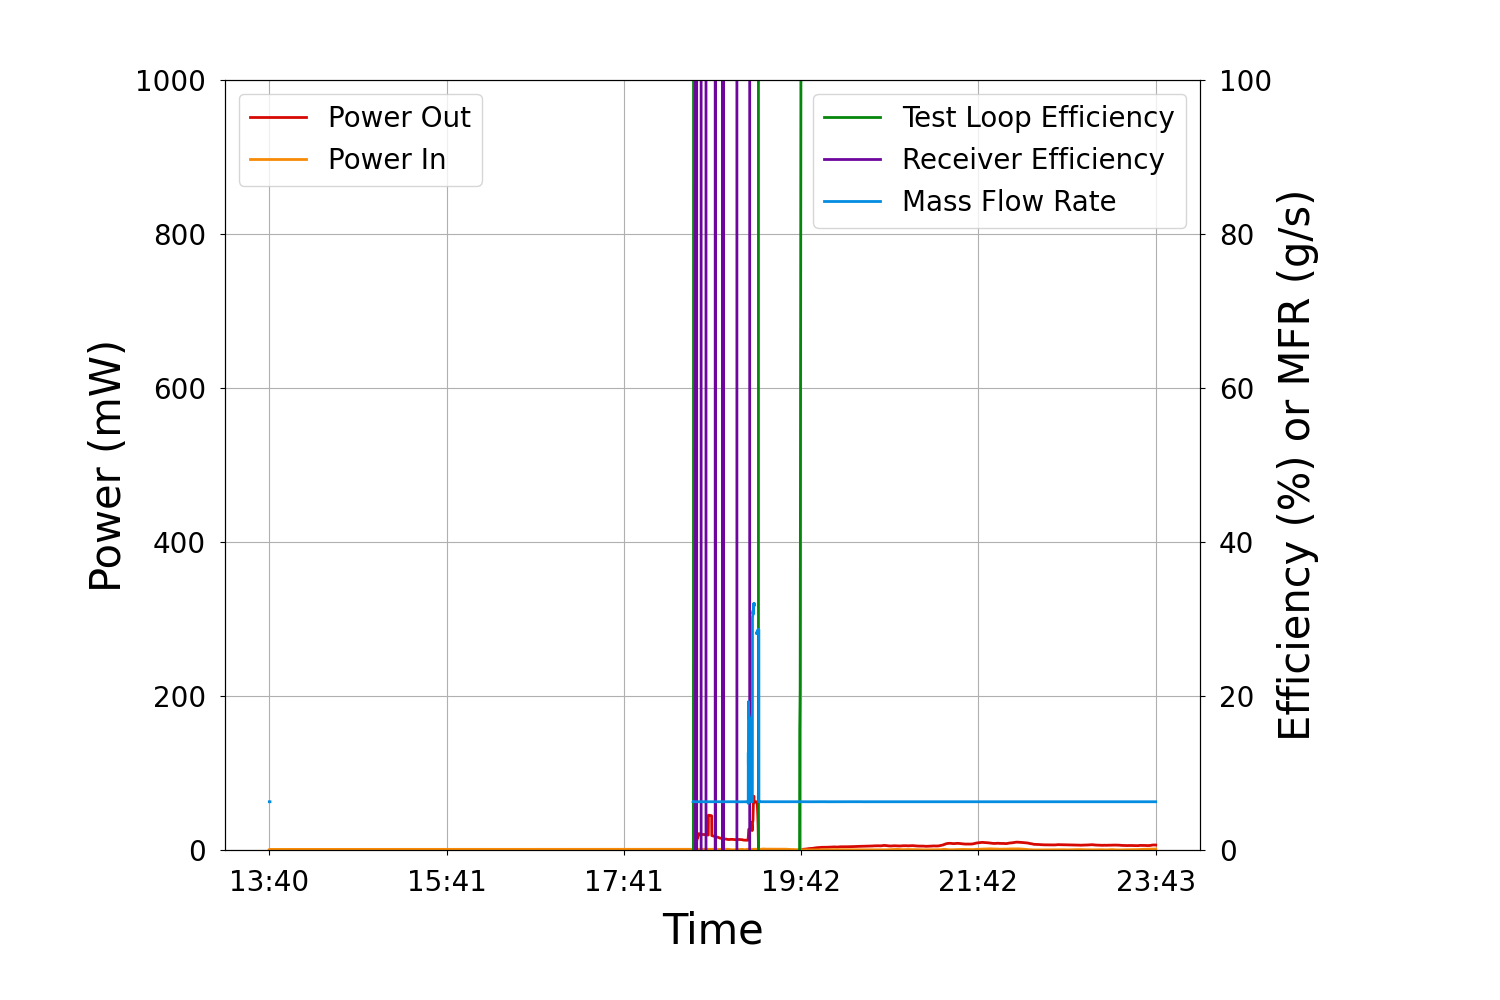 1000
800
600
400
200
0
Power (mW)
Power Out
Power In
Test Loop Efficiency
Receiver Efficiency
Mass Flow Rate
100
80
60
40
20
0
Efficiency (%) or MFR (g/s)
13:40 15:41 17:41 19:42 21:42 23:43
Time